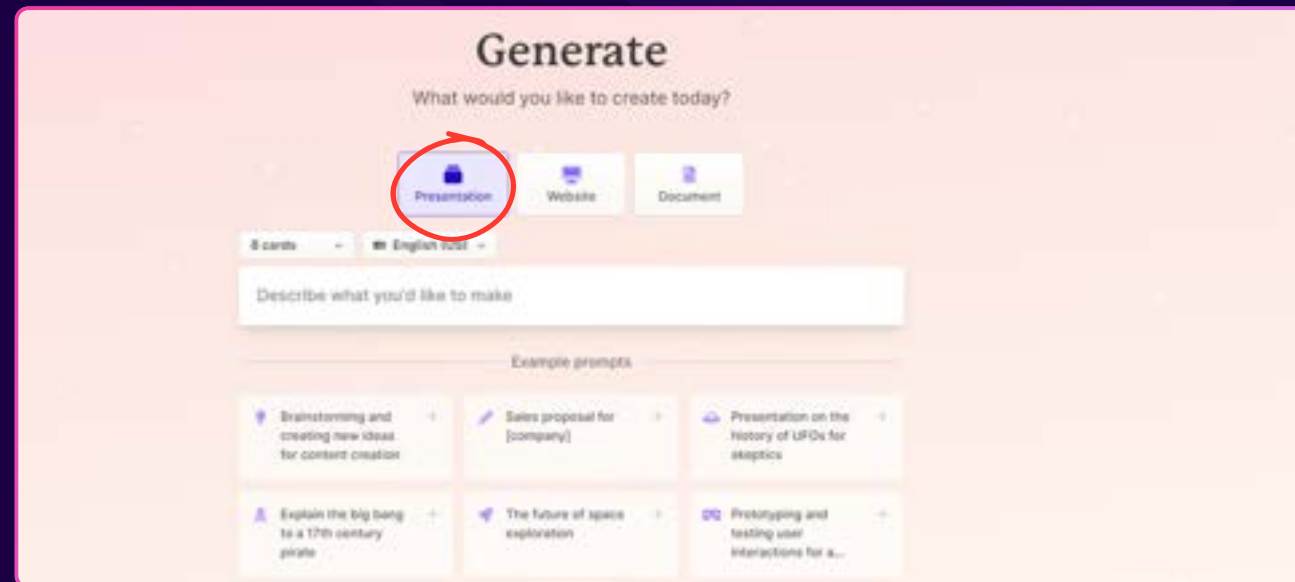 Generate
What would you like to create today?
Presentation
Website
Document
8 cards
English (US)
Describe what you'd like to make
Example prompts
Brainstorming and
creating new ideas
for content creation
Sales proposal for
[company]
Presentation on the
history of UFOs for
skeptics
Explain the big bang
to a 17th century
pirate
The future of space
exploration
Prototyping and
testing user
interactions for a...